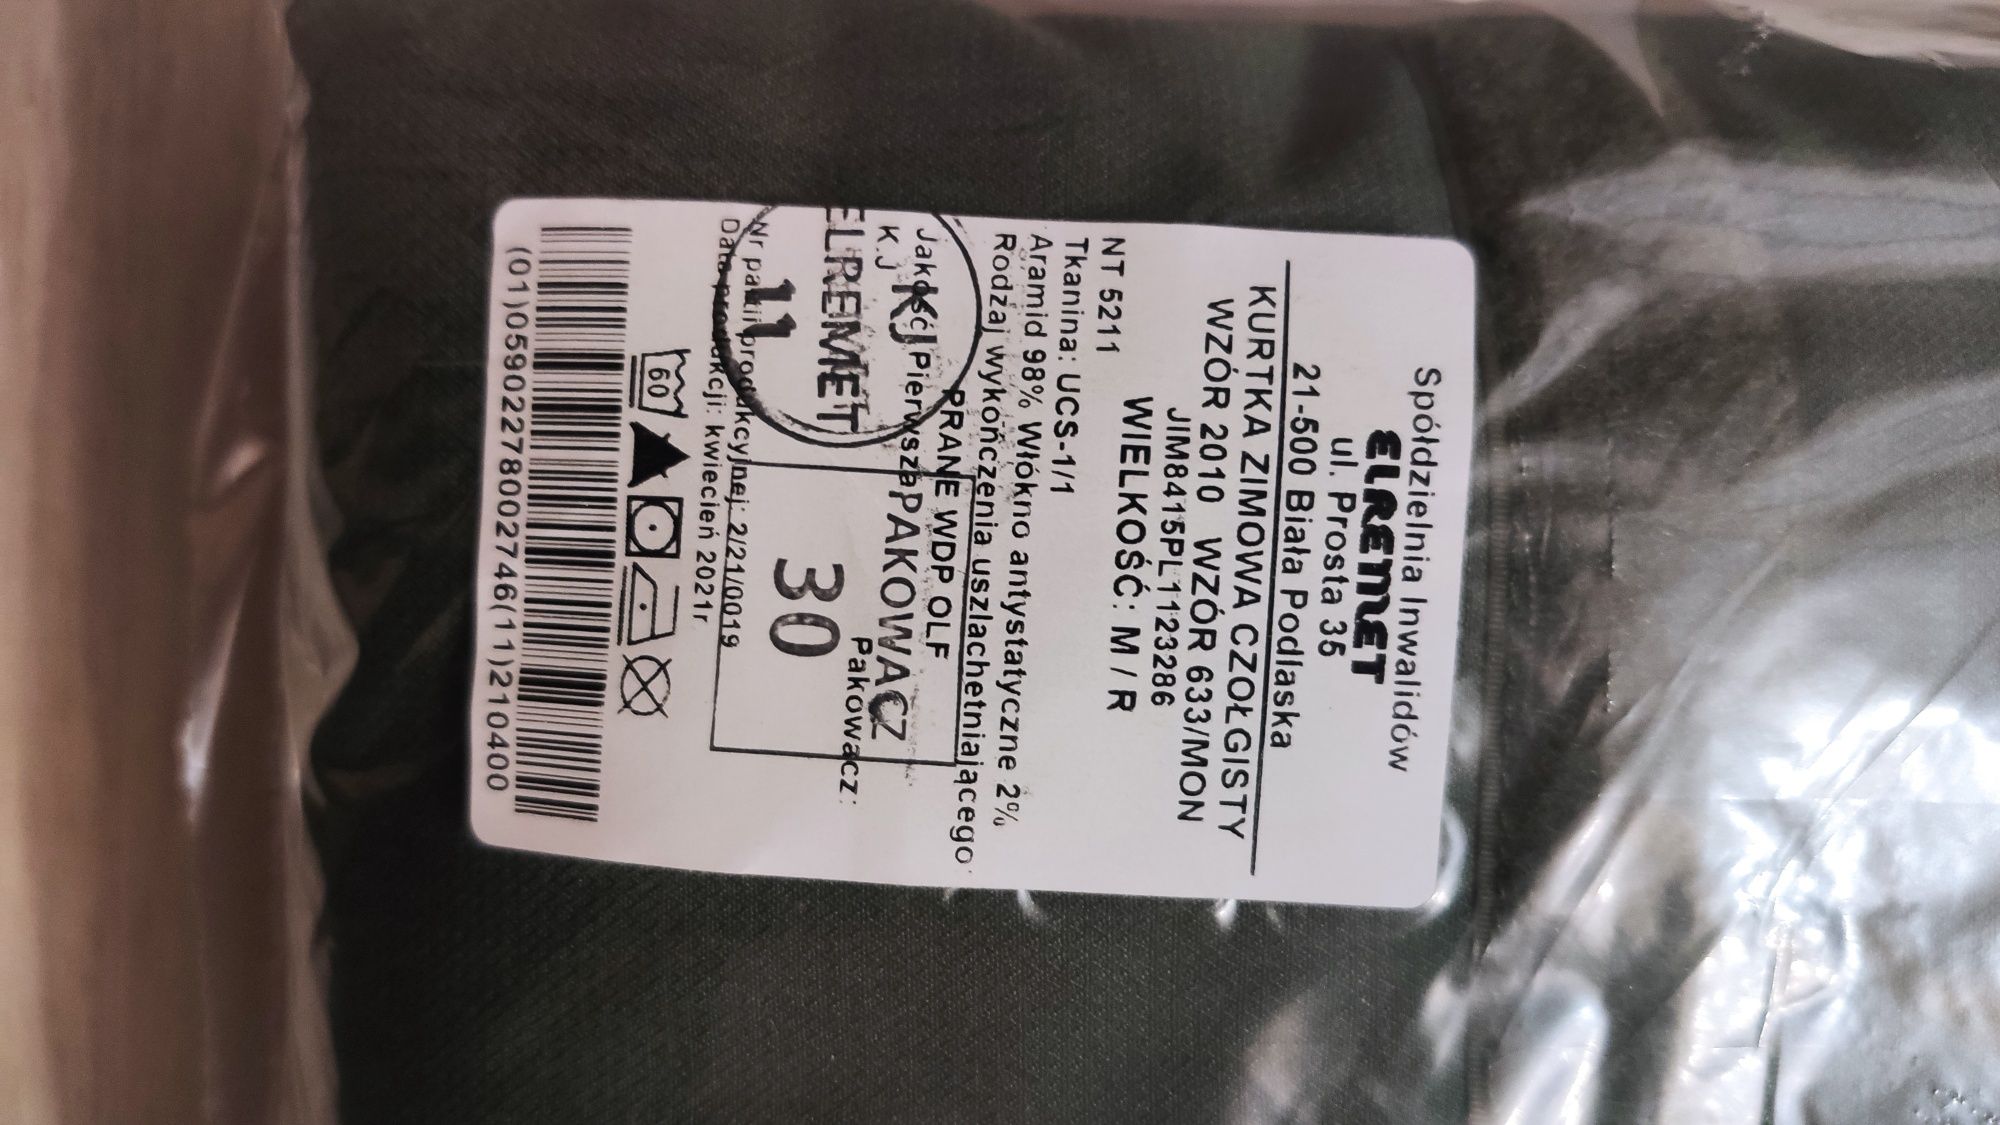 Spółdzielnia Inwalidów
ELREMET
ul. Prosta 35
21-500 Biała Podlaska
KURTKA ZIMOWA CZOŁGISTY
WZÓR 2010 WZÓR 633/MON
JIM8415PL1123286
WIELKOŚĆ: M / R
NT 5211
Tkanina: UCS-1/1
Aramid 98% Włókno antystatyczne 2%
Rodzaj wykończenia uszlachetniającego:
PRANE WDP OLF
Jakość: Pierwsza
K.J
Pakowacz:
KJ
ELREMET
11
PAKOWACZ
30
Nr partii produkcyjnej: 2/21/0019
Data produkcji: kwiecień 2021r
60
(01)05902278002746(11)210400